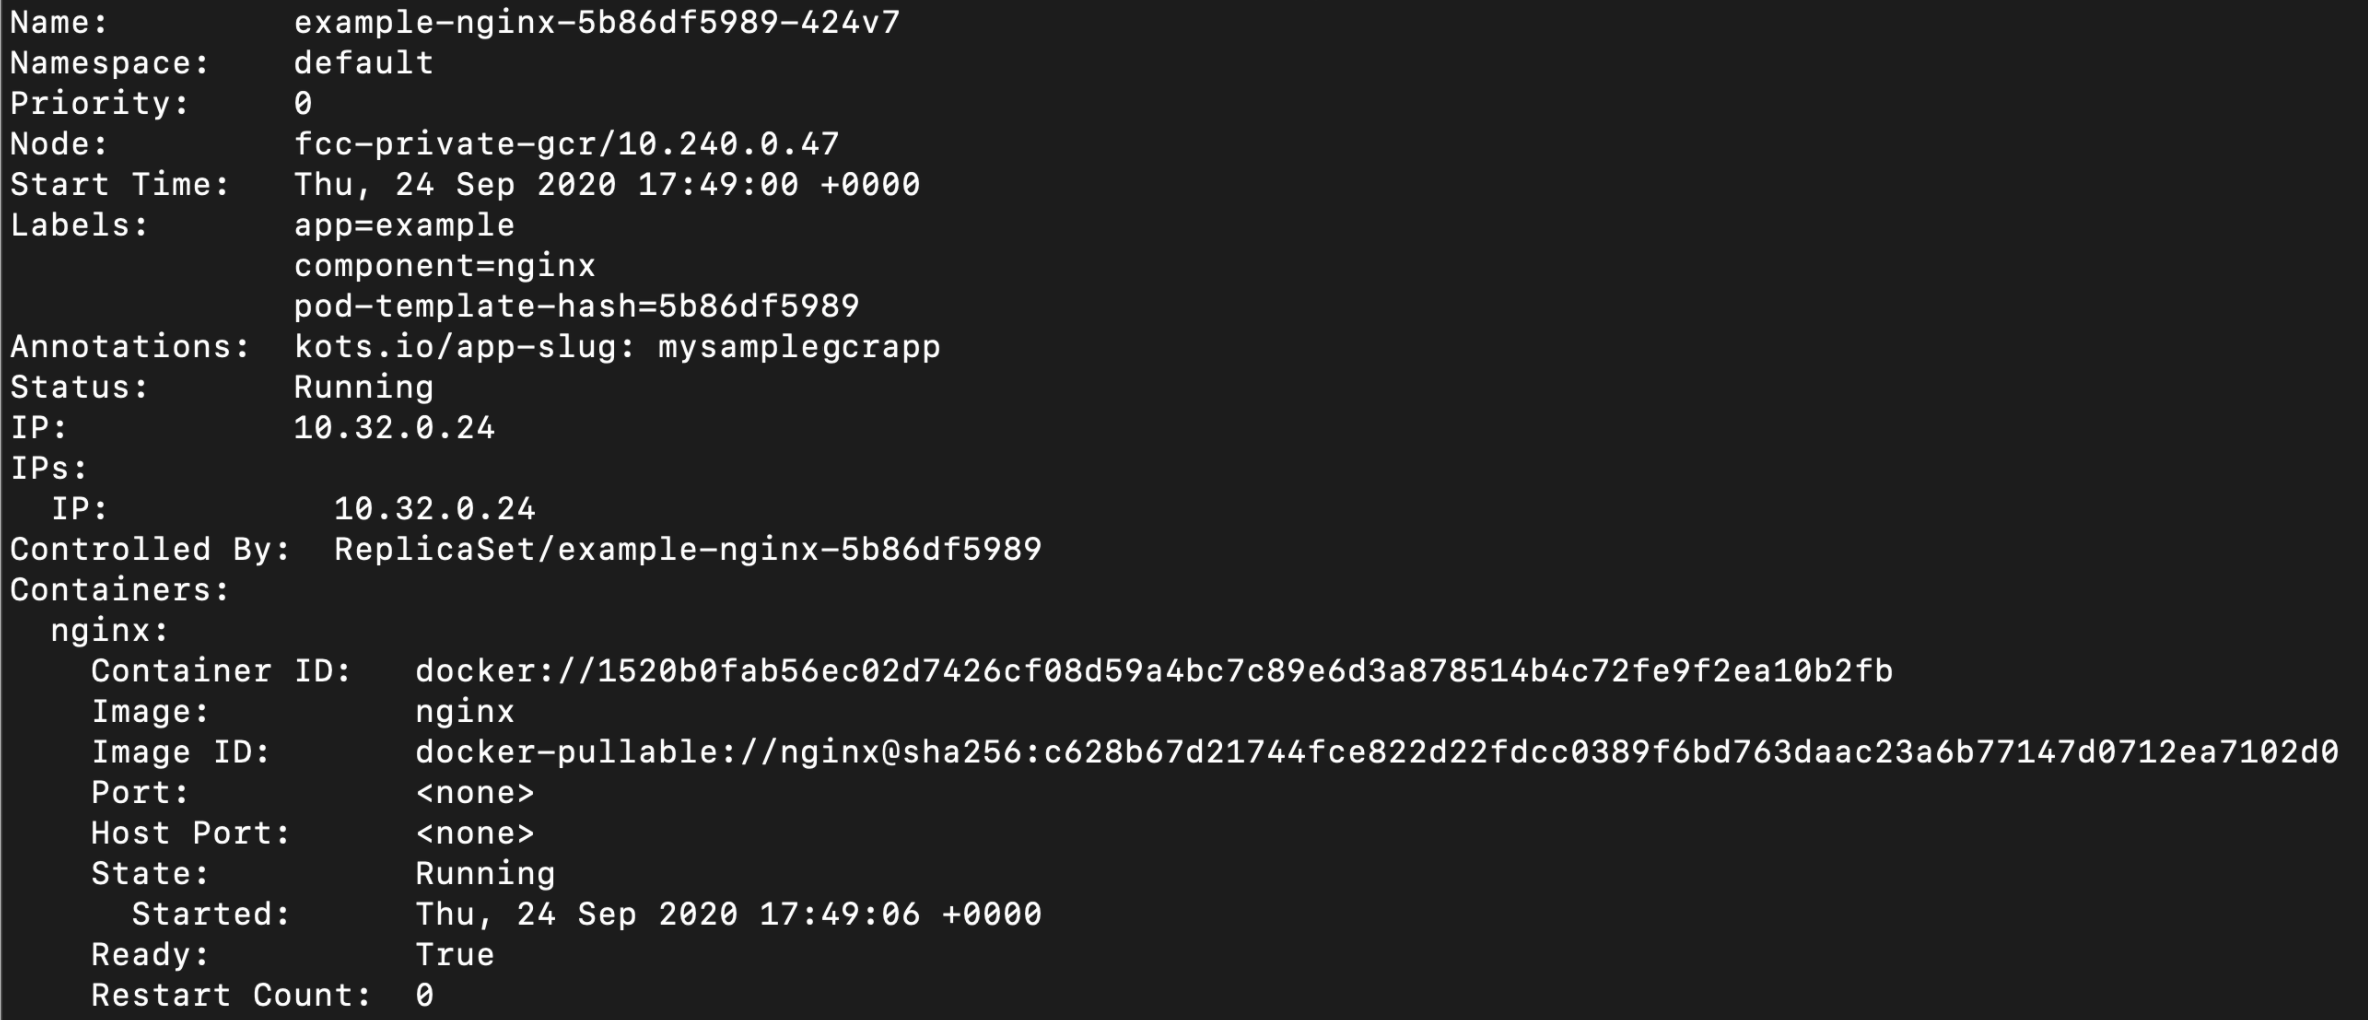 Name:         example-nginx-5b86df5989-424v7
Namespace:    default
Priority:     0
Node:         fcc-private-gcr/10.240.0.47
Start Time:   Thu, 24 Sep 2020 17:49:00 +0000
Labels:       app=example
              component=nginx
              pod-template-hash=5b86df5989
Annotations:  kots.io/app-slug: mysamplegcrapp
Status:       Running
IP:           10.32.0.24
IPs:
  IP:           10.32.0.24
Controlled By:  ReplicaSet/example-nginx-5b86df5989
Containers:
  nginx:
    Container ID:   docker://1520b0fab56ec02d7426cf08d59a4bc7c89e6d3a878514b4c72fe9f2ea10b2fb
    Image:          nginx
    Image ID:       docker-pullable://nginx@sha256:c628b67d21744fce822d22fdcc0389f6bd763daac23a6b77147d0712ea7102d0
    Port:           <none>
    Host Port:      <none>
    State:          Running
      Started:      Thu, 24 Sep 2020 17:49:06 +0000
    Ready:          True
    Restart Count:  0